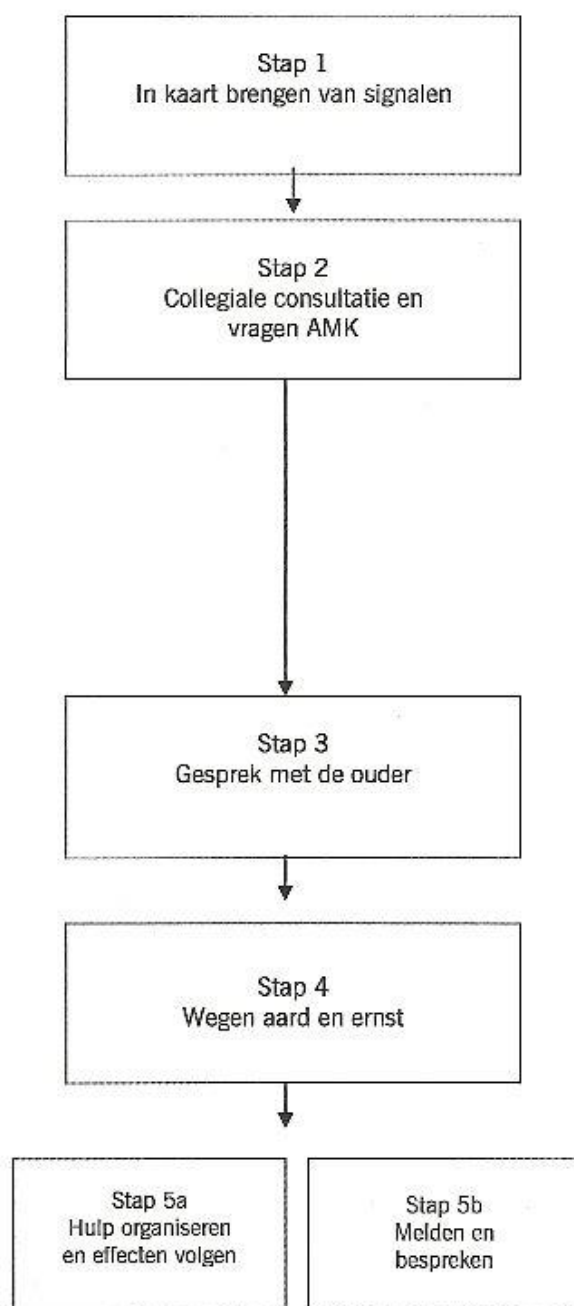 Stap 1
In kaart brengen van signalen
Stap 2
Collegiale consultatie en
vragen AMK
Stap 3
Gesprek met de ouder
Stap 4
Wegen aard en ernst
Stap 5a
Hulp organiseren
en effecten volgen
Stap 5b
Melden en
bespreken